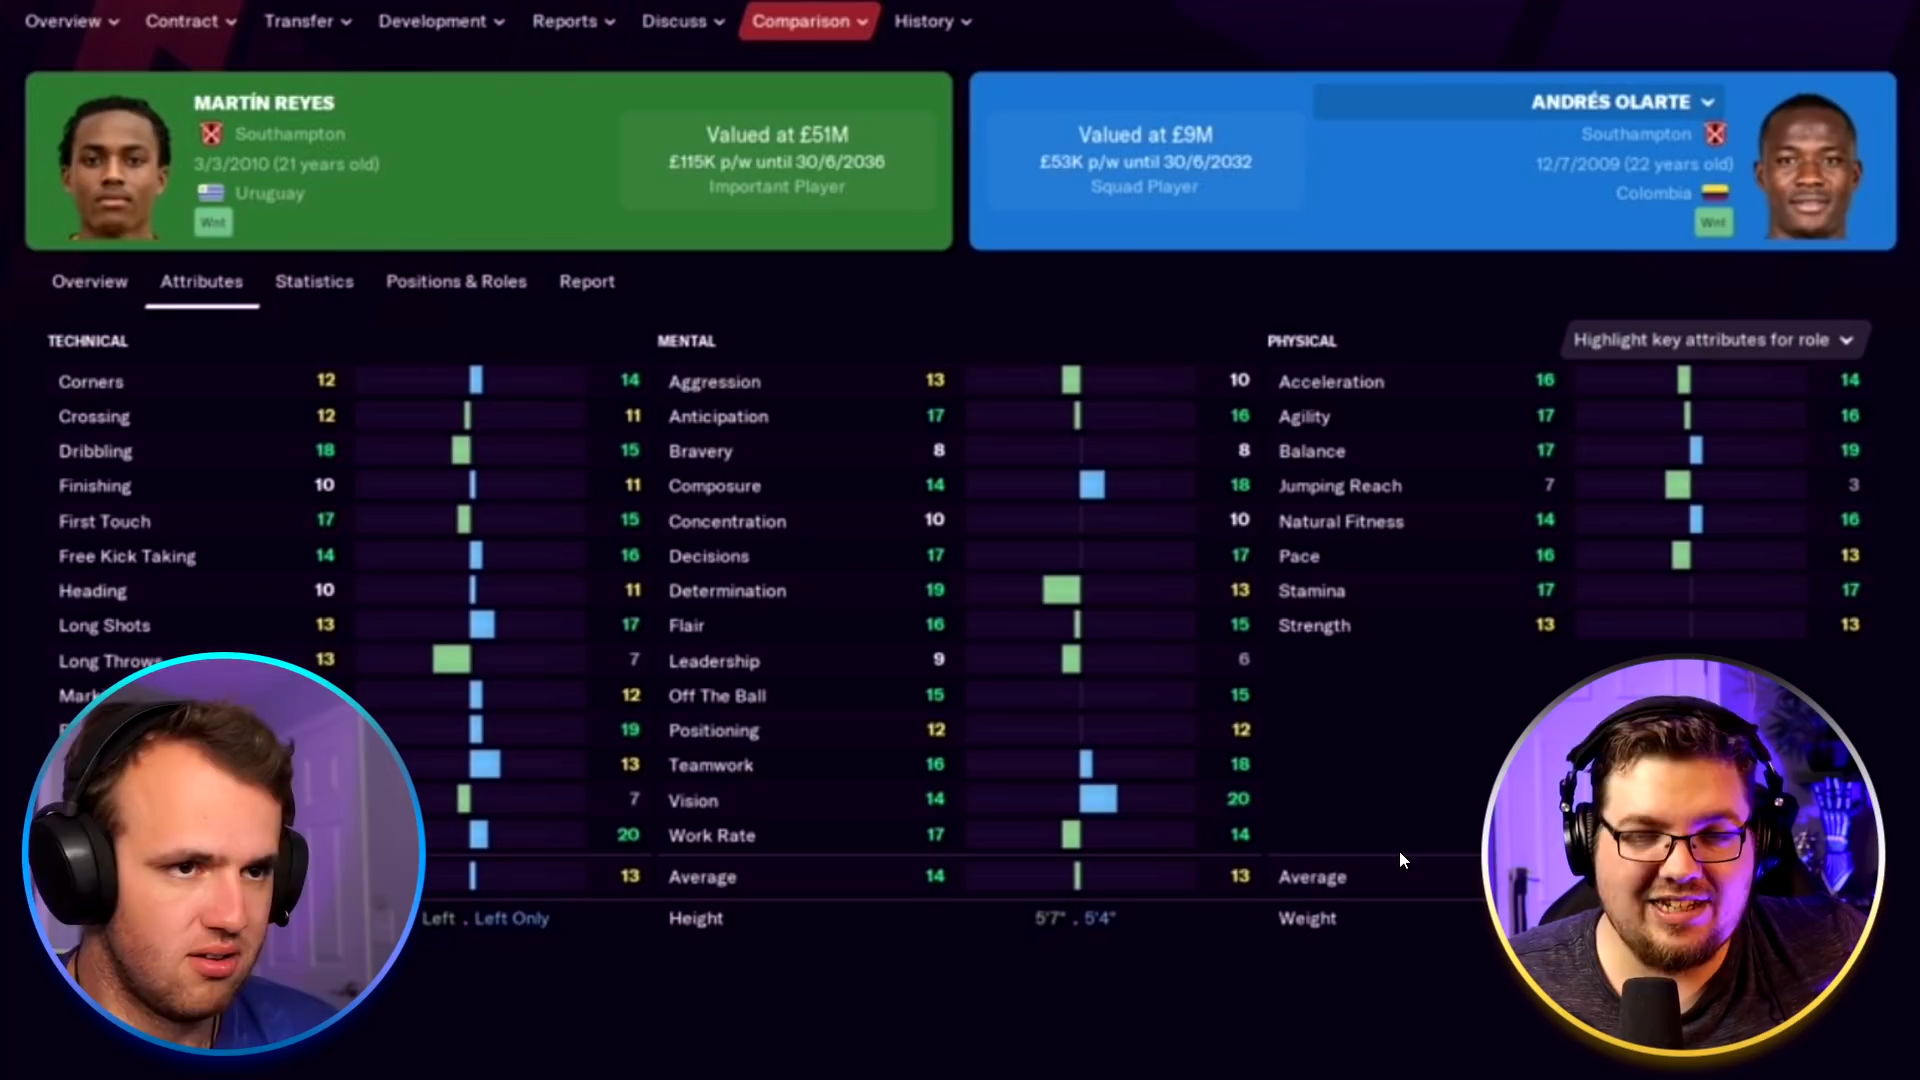 Overview Contract Transfer Development Reports Discuss Comparison History
MARTÍN REYES
Southampton
3/3/2010 (21 years old)
Uruguay
Wnt
Valued at £51M
£115K p/w until 30/6/2036
Important Player
Valued at £9M
£53K p/w until 30/6/2032
Squad Player
ANDRÉS OLARTE
Southampton
12/7/2009 (22 years old)
Colombia
Wnt
Overview Attributes Statistics Positions & Roles Report
Highlight key attributes for role
TECHNICAL
Corners 12 14
Crossing 12 11
Dribbling 18 15
Finishing 10 11
First Touch 17 15
Free Kick Taking 14 16
Heading 10 11
Long Shots 13 17
Long Throws 13 7
Mark 12
19
13
7
20
13
Left . Left Only
MENTAL
Aggression 13 10
Anticipation 17 16
Bravery 8 8
Composure 14 18
Concentration 10 10
Decisions 17 17
Determination 19 13
Flair 16 15
Leadership 9 6
Off The Ball 15 15
Positioning 12 12
Teamwork 16 18
Vision 14 20
Work Rate 17 14
Average 14 13
Height 5'7" . 5'4"
PHYSICAL
Acceleration 16 14
Agility 17 16
Balance 17 19
Jumping Reach 7 3
Natural Fitness 14 16
Pace 16 13
Stamina 17 17
Strength 13 13
Average
Weight